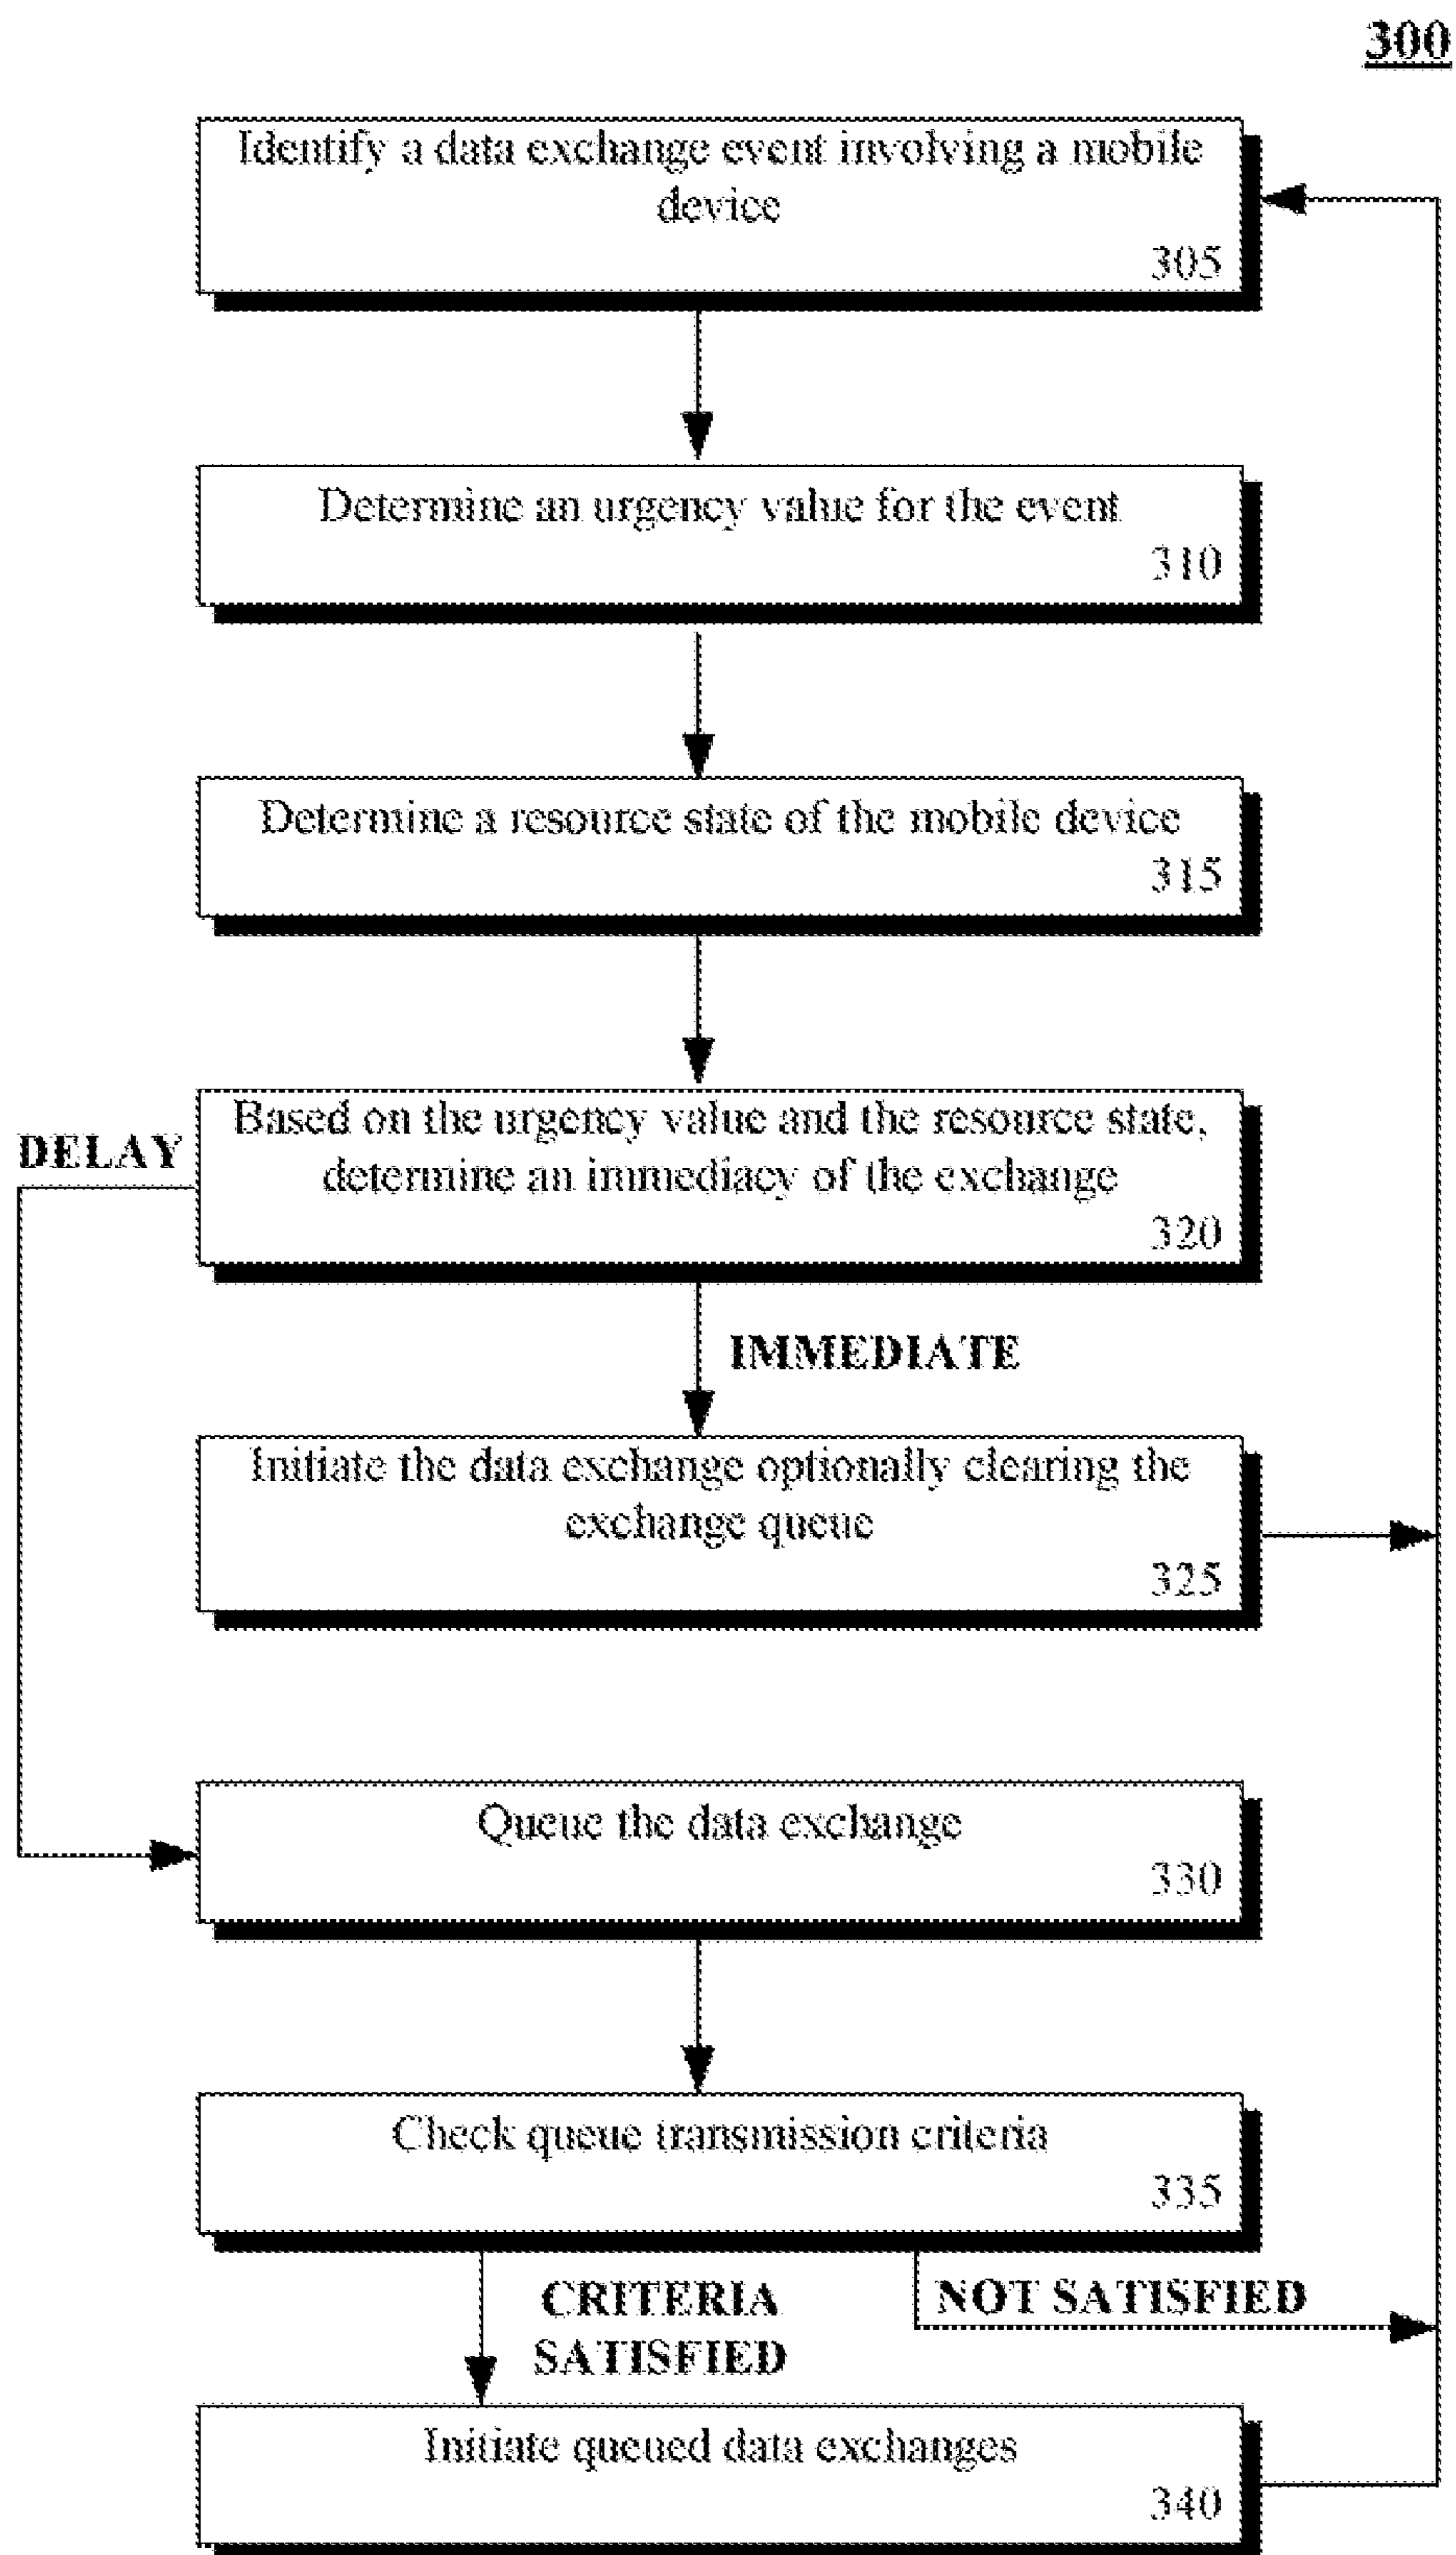 300
Identify a data exchange event involving a mobile
device
305
Determine an urgency value for the event
310
Determine a resource state of the mobile device
315
DELAY
Based on the urgency value and the resource state,
determine an immediacy of the exchange
320
IMMEDIATE
Initiate the data exchange optionally clearing the
exchange queue
325
Queue the data exchange
330
Check queue transmission criteria
335
CRITERIA
SATISFIED
NOT SATISFIED
Initiate queued data exchanges
340